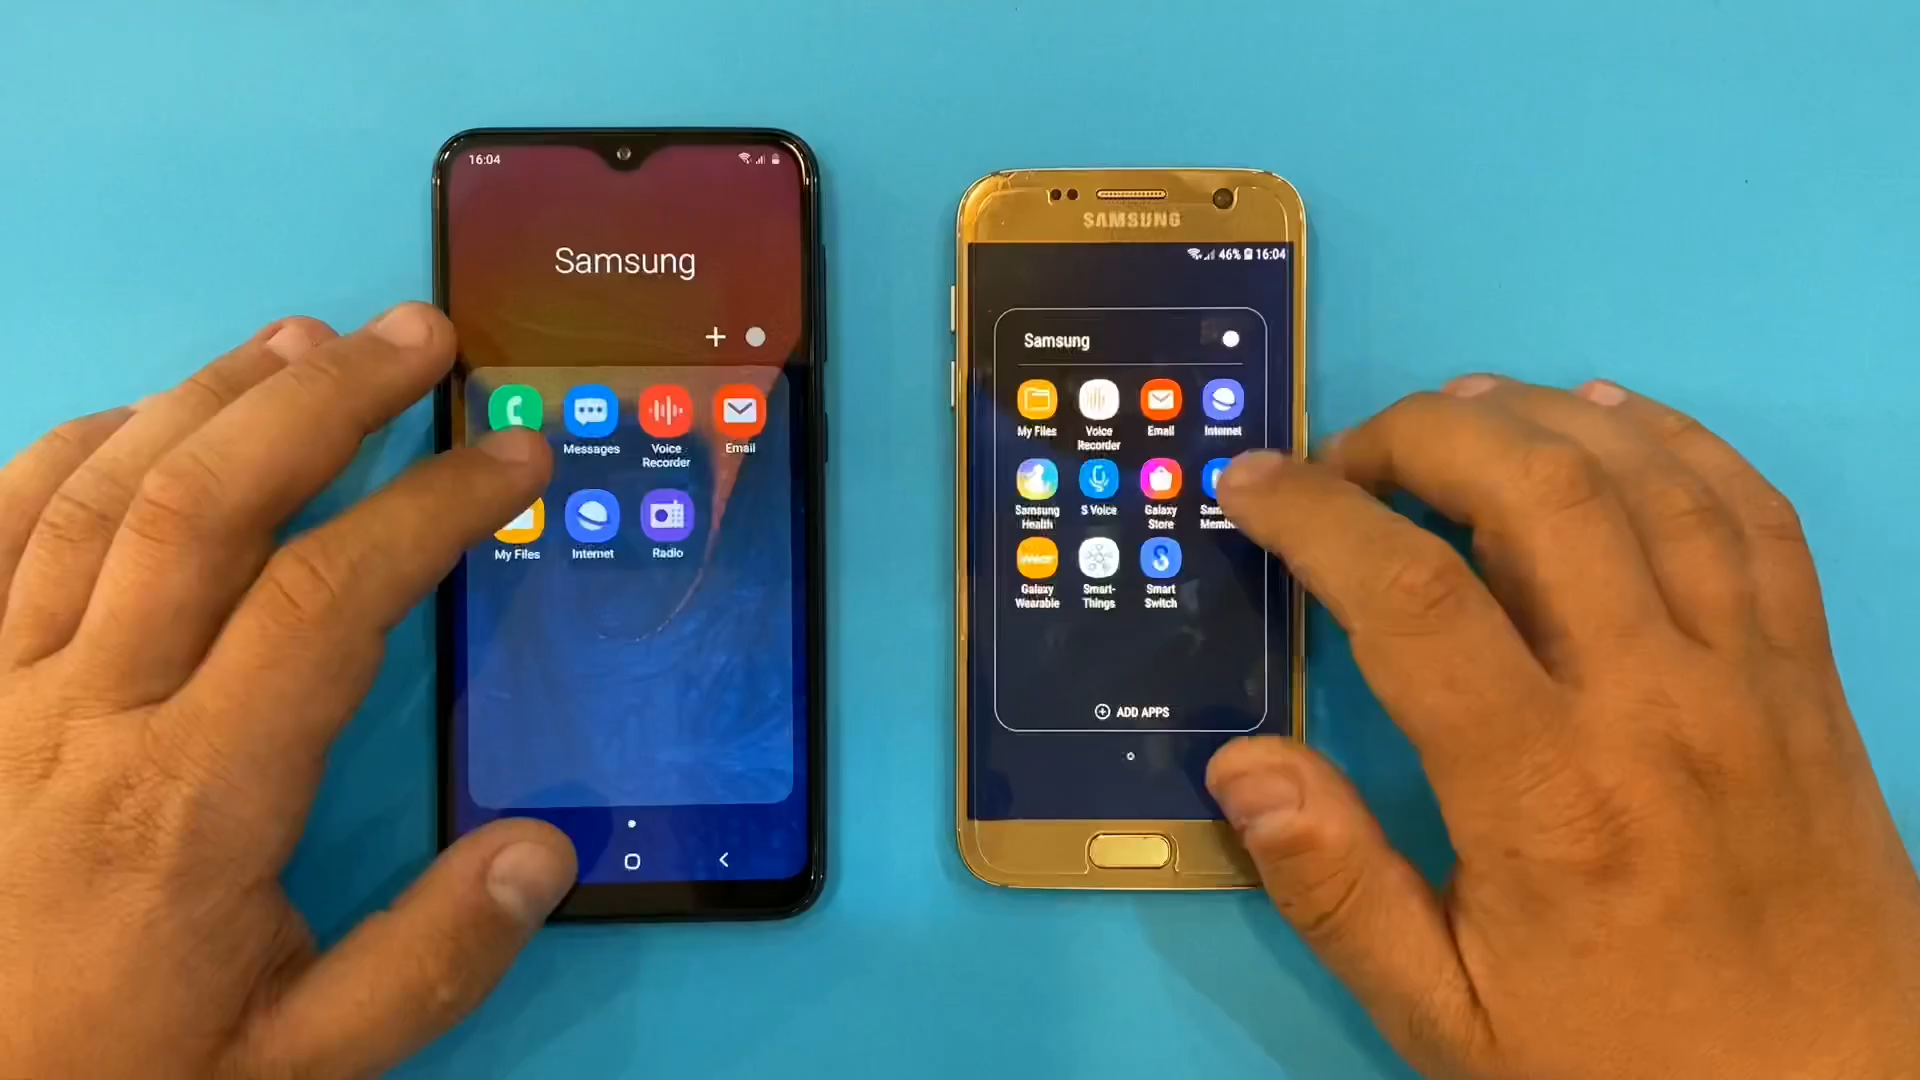 16:04
Samsung
Messages
Voice
Recorder
Email
My Files
Internet
Radio
SAMSUNG
46% 16:04
Samsung
My Files
Voice
Recorder
Email
Internet
Samsung
Health
S Voice
Galaxy
Store
Galaxy
Wearable
Smart-
Things
Smart
Switch
ADD APPS